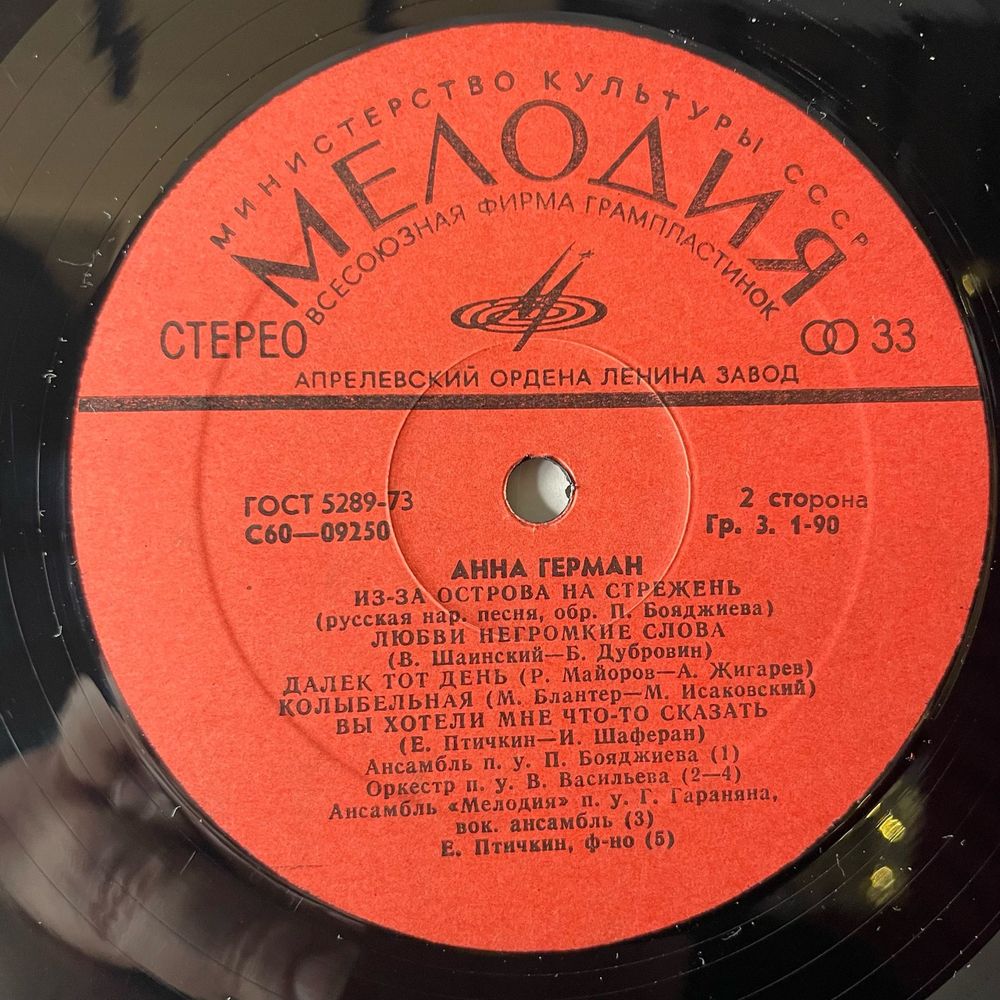 МИНИСТЕРСТВО КУЛЬТУРЫ СССР
МЕЛОДИЯ
ВСЕСОЮЗНАЯ ФИРМА ГРАМПЛАСТИНОК
СТЕРЕО
33
АПРЕЛЕВСКИЙ ОРДЕНА ЛЕНИНА ЗАВОД
ГОСТ 5289-73
С60—09250
2 сторона
Гр. 3. 1-90
АННА ГЕРМАН
ИЗ-ЗА ОСТРОВА НА СТРЕЖЕНЬ
(русская нар. песня, обр. П. Бояджиева)
ЛЮБВИ НЕГРОМКИЕ СЛОВА
(В. Шаинский—Б. Дубровин)
ДАЛЕК ТОТ ДЕНЬ (Р. Майоров—А. Жигарев)
КОЛЫБЕЛЬНАЯ (М. Блантер—М. Исаковский)
ВЫ ХОТЕЛИ МНЕ ЧТО-ТО СКАЗАТЬ
(Е. Птичкин—И. Шаферан)
Ансамбль п. у. П. Бояджиева (1)
Оркестр п. у. В. Васильева (2—4)
Ансамбль «Мелодия» п. у. Г. Гараняна,
вок. ансамбль (3)
Е. Птичкин, ф-но (5)